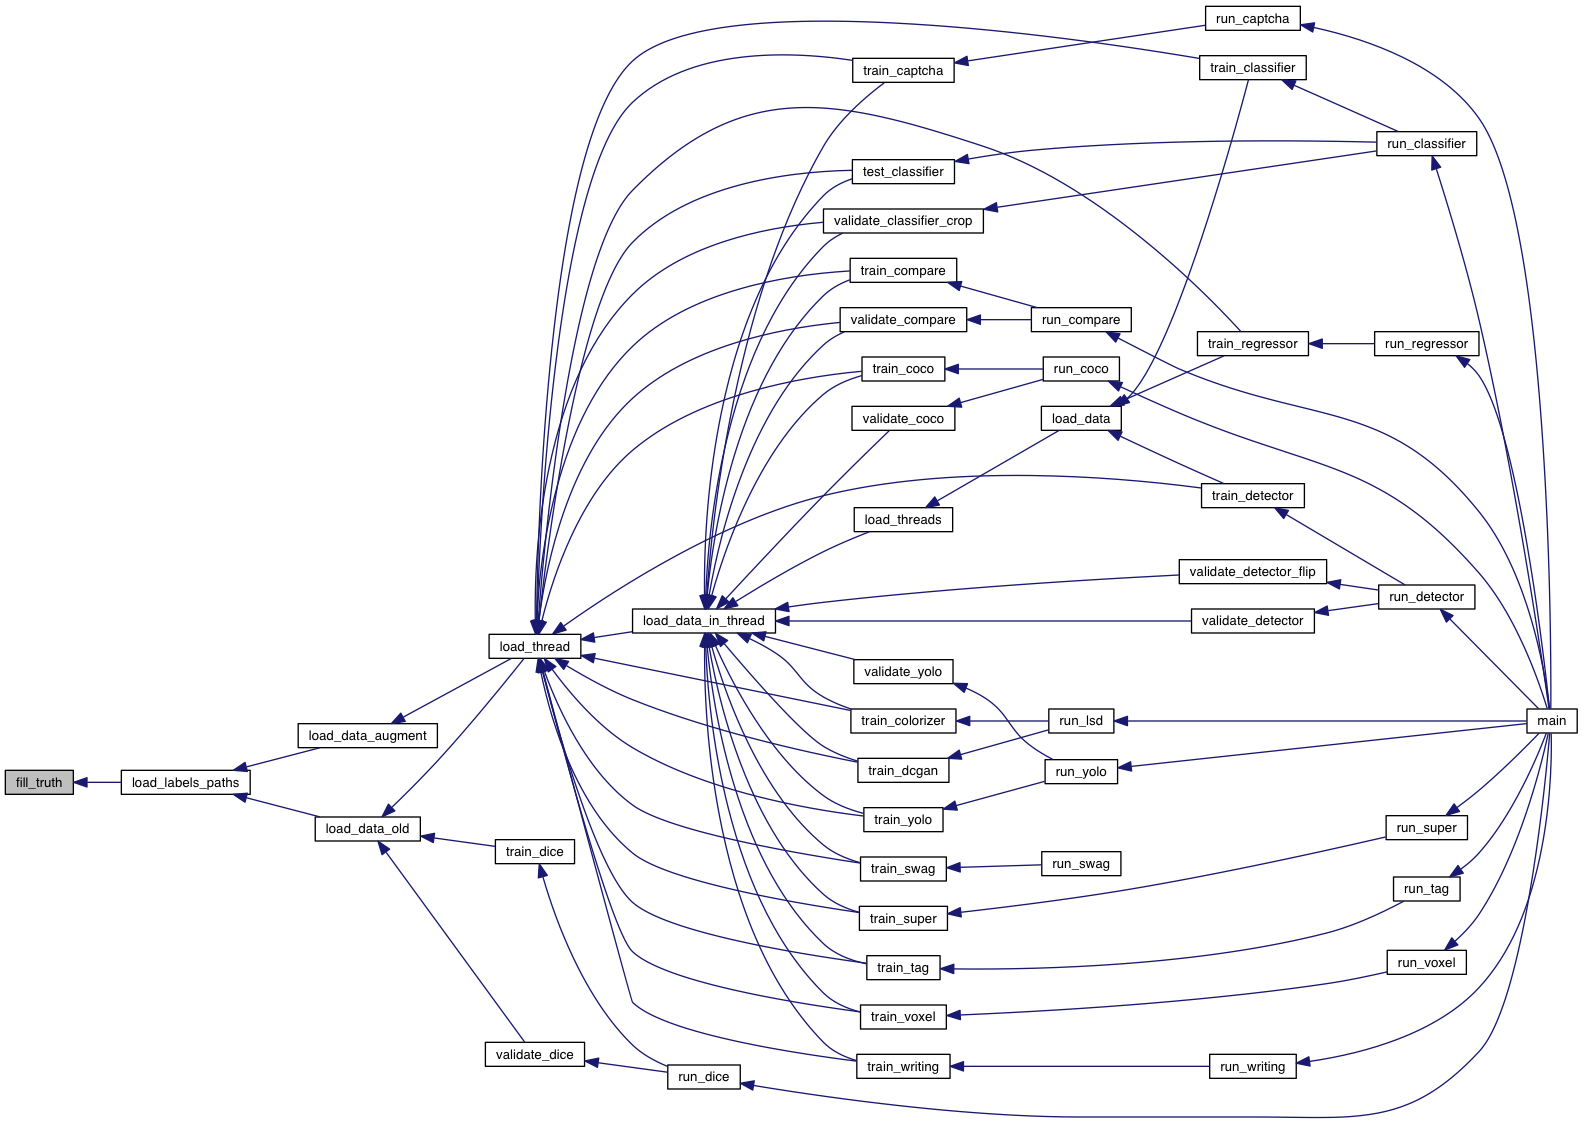 run_captcha
train_classifier
train_captcha
run_classifier
test_classifier
validate_classifier_crop
train_compare
validate_compare
run_compare
train_regressor
run_regressor
train_coco
run_coco
validate_coco
load_data
train_detector
load_threads
validate_detector_flip
run_detector
load_data_in_thread
validate_detector
load_thread
validate_yolo
train_colorizer
run_lsd
main
load_data_augment
train_dcgan
run_yolo
fill_truth
load_labels_paths
train_yolo
load_data_old
run_super
train_dice
train_swag
run_swag
run_tag
train_super
train_tag
run_voxel
train_voxel
validate_dice
train_writing
run_writing
run_dice